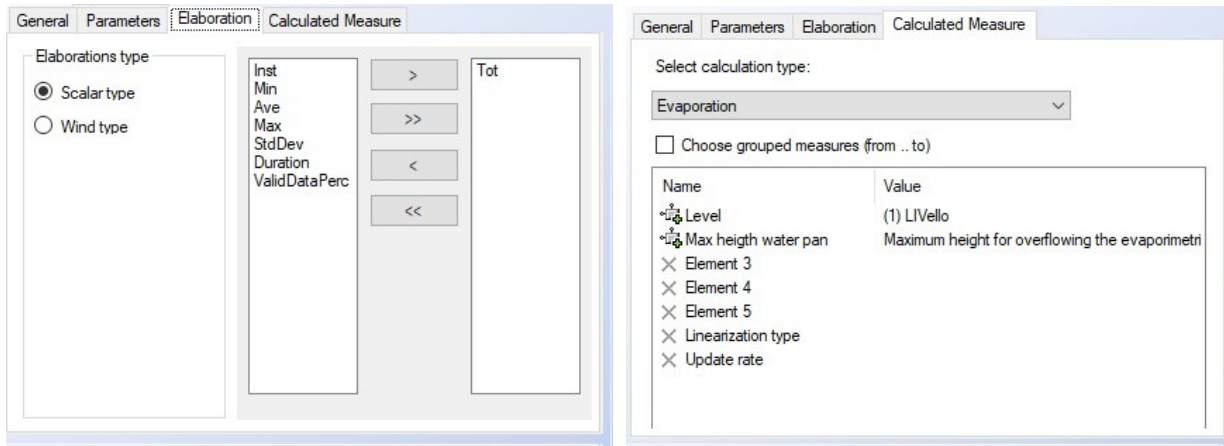 General Parameters Elaboration Calculated Measure
Elaborations type
Scalar type
Wind type
Inst
Min
Ave
Max
StdDev
Duration
ValidDataPerc
>
>>
<
<<
Tot
General Parameters Elaboration Calculated Measure
Select calculation type:
Evaporation
Choose grouped measures (from .. to)
Name Value
Level (1) LIVello
Max heigth water pan Maximum height for overflowing the evaporimetri
Element 3
Element 4
Element 5
Linearization type
Update rate